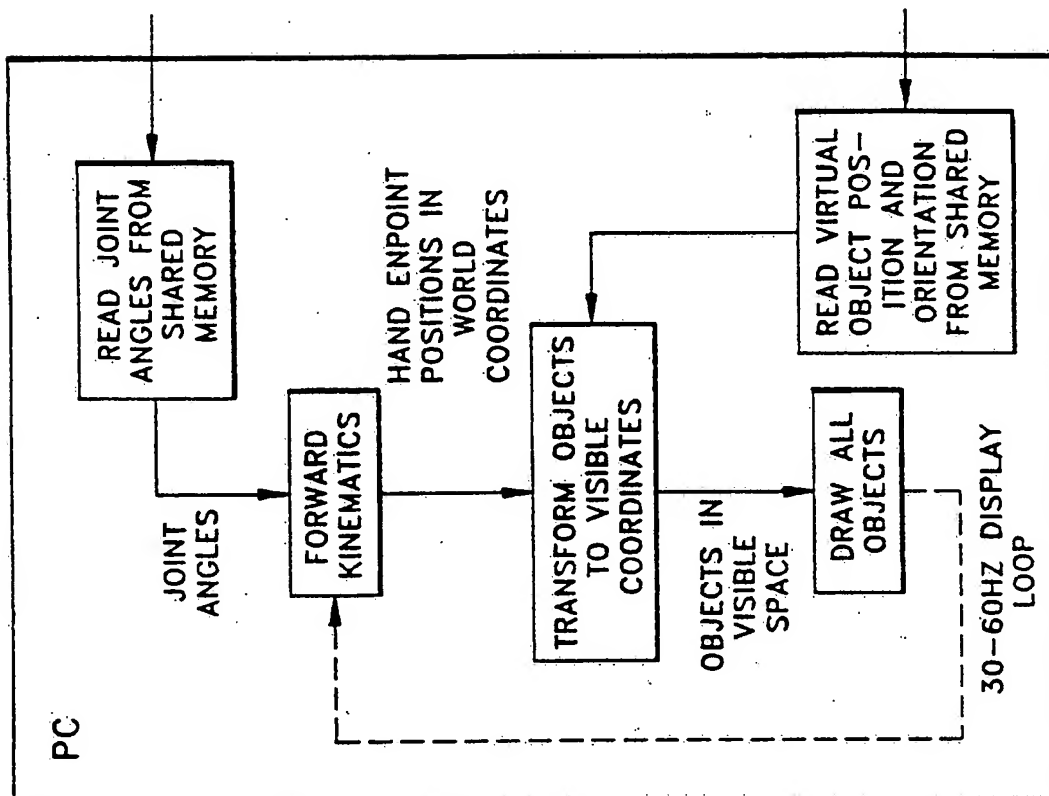 PC
READ JOINT
ANGLES FROM
SHARED
MEMORY
JOINT
ANGLES
FORWARD
KINEMATICS
HAND ENPOINT
POSITIONS IN
WORLD
COORDINATES
TRANSFORM OBJECTS
TO VISIBLE
COORDINATES
READ VIRTUAL
OBJECT POS–
ITION AND
ORIENTATION
FROM SHARED
MEMORY
OBJECTS IN
VISIBLE
SPACE
DRAW ALL
OBJECTS
30–60HZ DISPLAY
LOOP